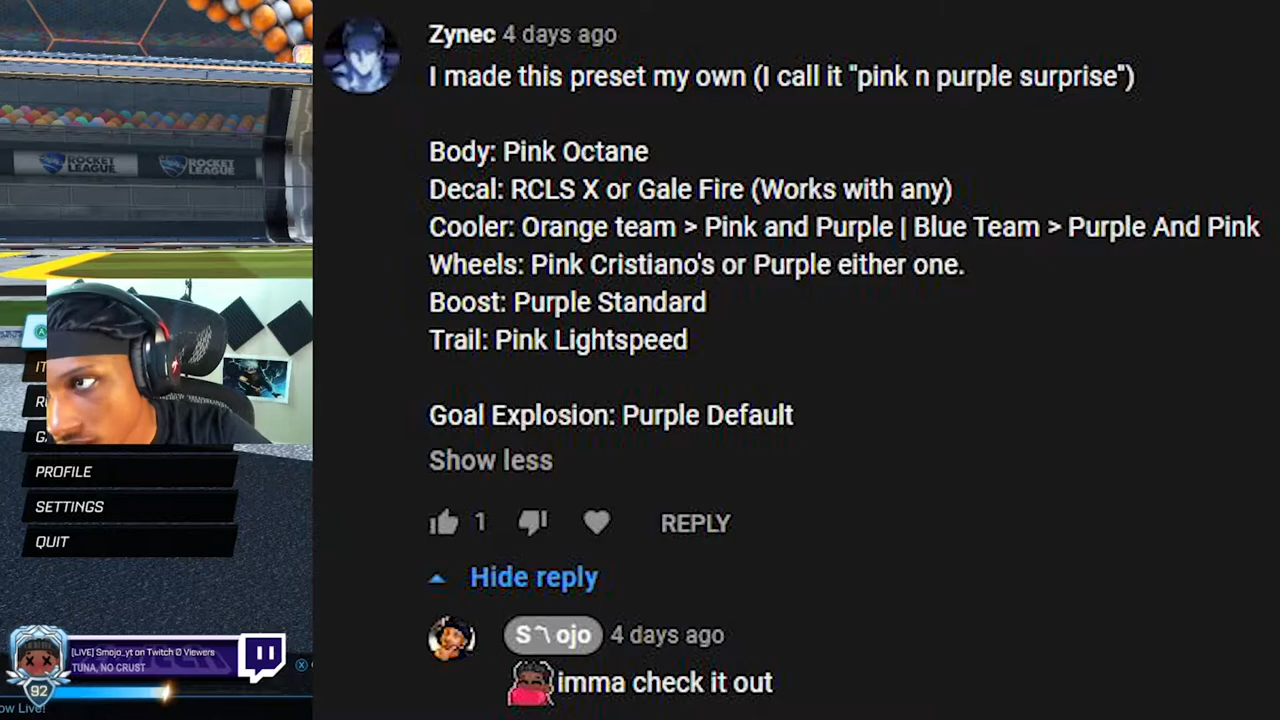 Zynec 4 days ago
I made this preset my own (I call it "pink n purple surprise")
Body: Pink Octane
Decal: RCLS X or Gale Fire (Works with any)
Cooler: Orange team > Pink and Purple | Blue Team > Purple And Pink
Wheels: Pink Cristiano's or Purple either one.
Boost: Purple Standard
Trail: Pink Lightspeed
Goal Explosion: Purple Default
Show less
1 REPLY
Hide reply
4 days ago
imma check it out
ROCKET LEAGUE
ROCKET LEAGUE
PROFILE
SETTINGS
QUIT
[LIVE] Smojo_yt on Twitch 0 Viewers
TUNA, NO CRUST
92
Live!